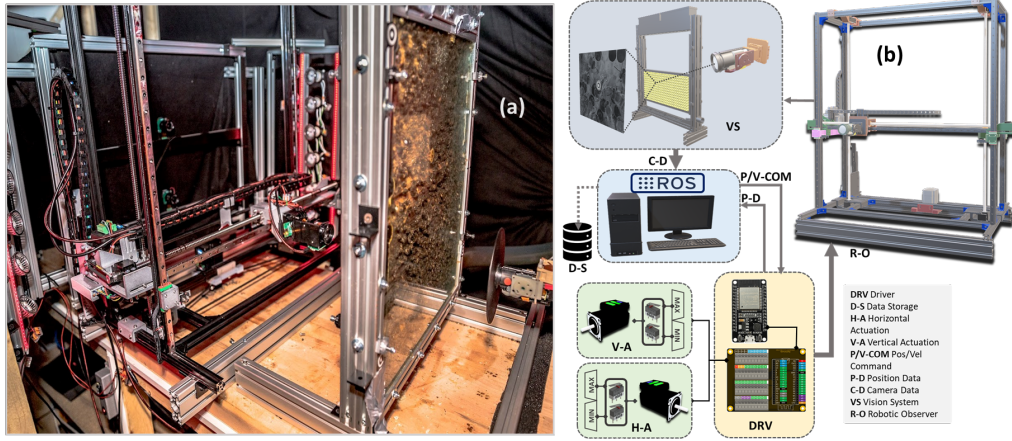 (a)
(b)
VS
C-D
ROS
P/V-COM
P-D
D-S
R-O
MAX
MIN
V-A
MAX
MIN
H-A
DRV
DRV Driver
D-S Data Storage
H-A Horizontal
Actuation
V-A Vertical Actuation
P/V-COM Pos/Vel
Command
P-D Position Data
C-D Camera Data
VS Vision System
R-O Robotic Observer